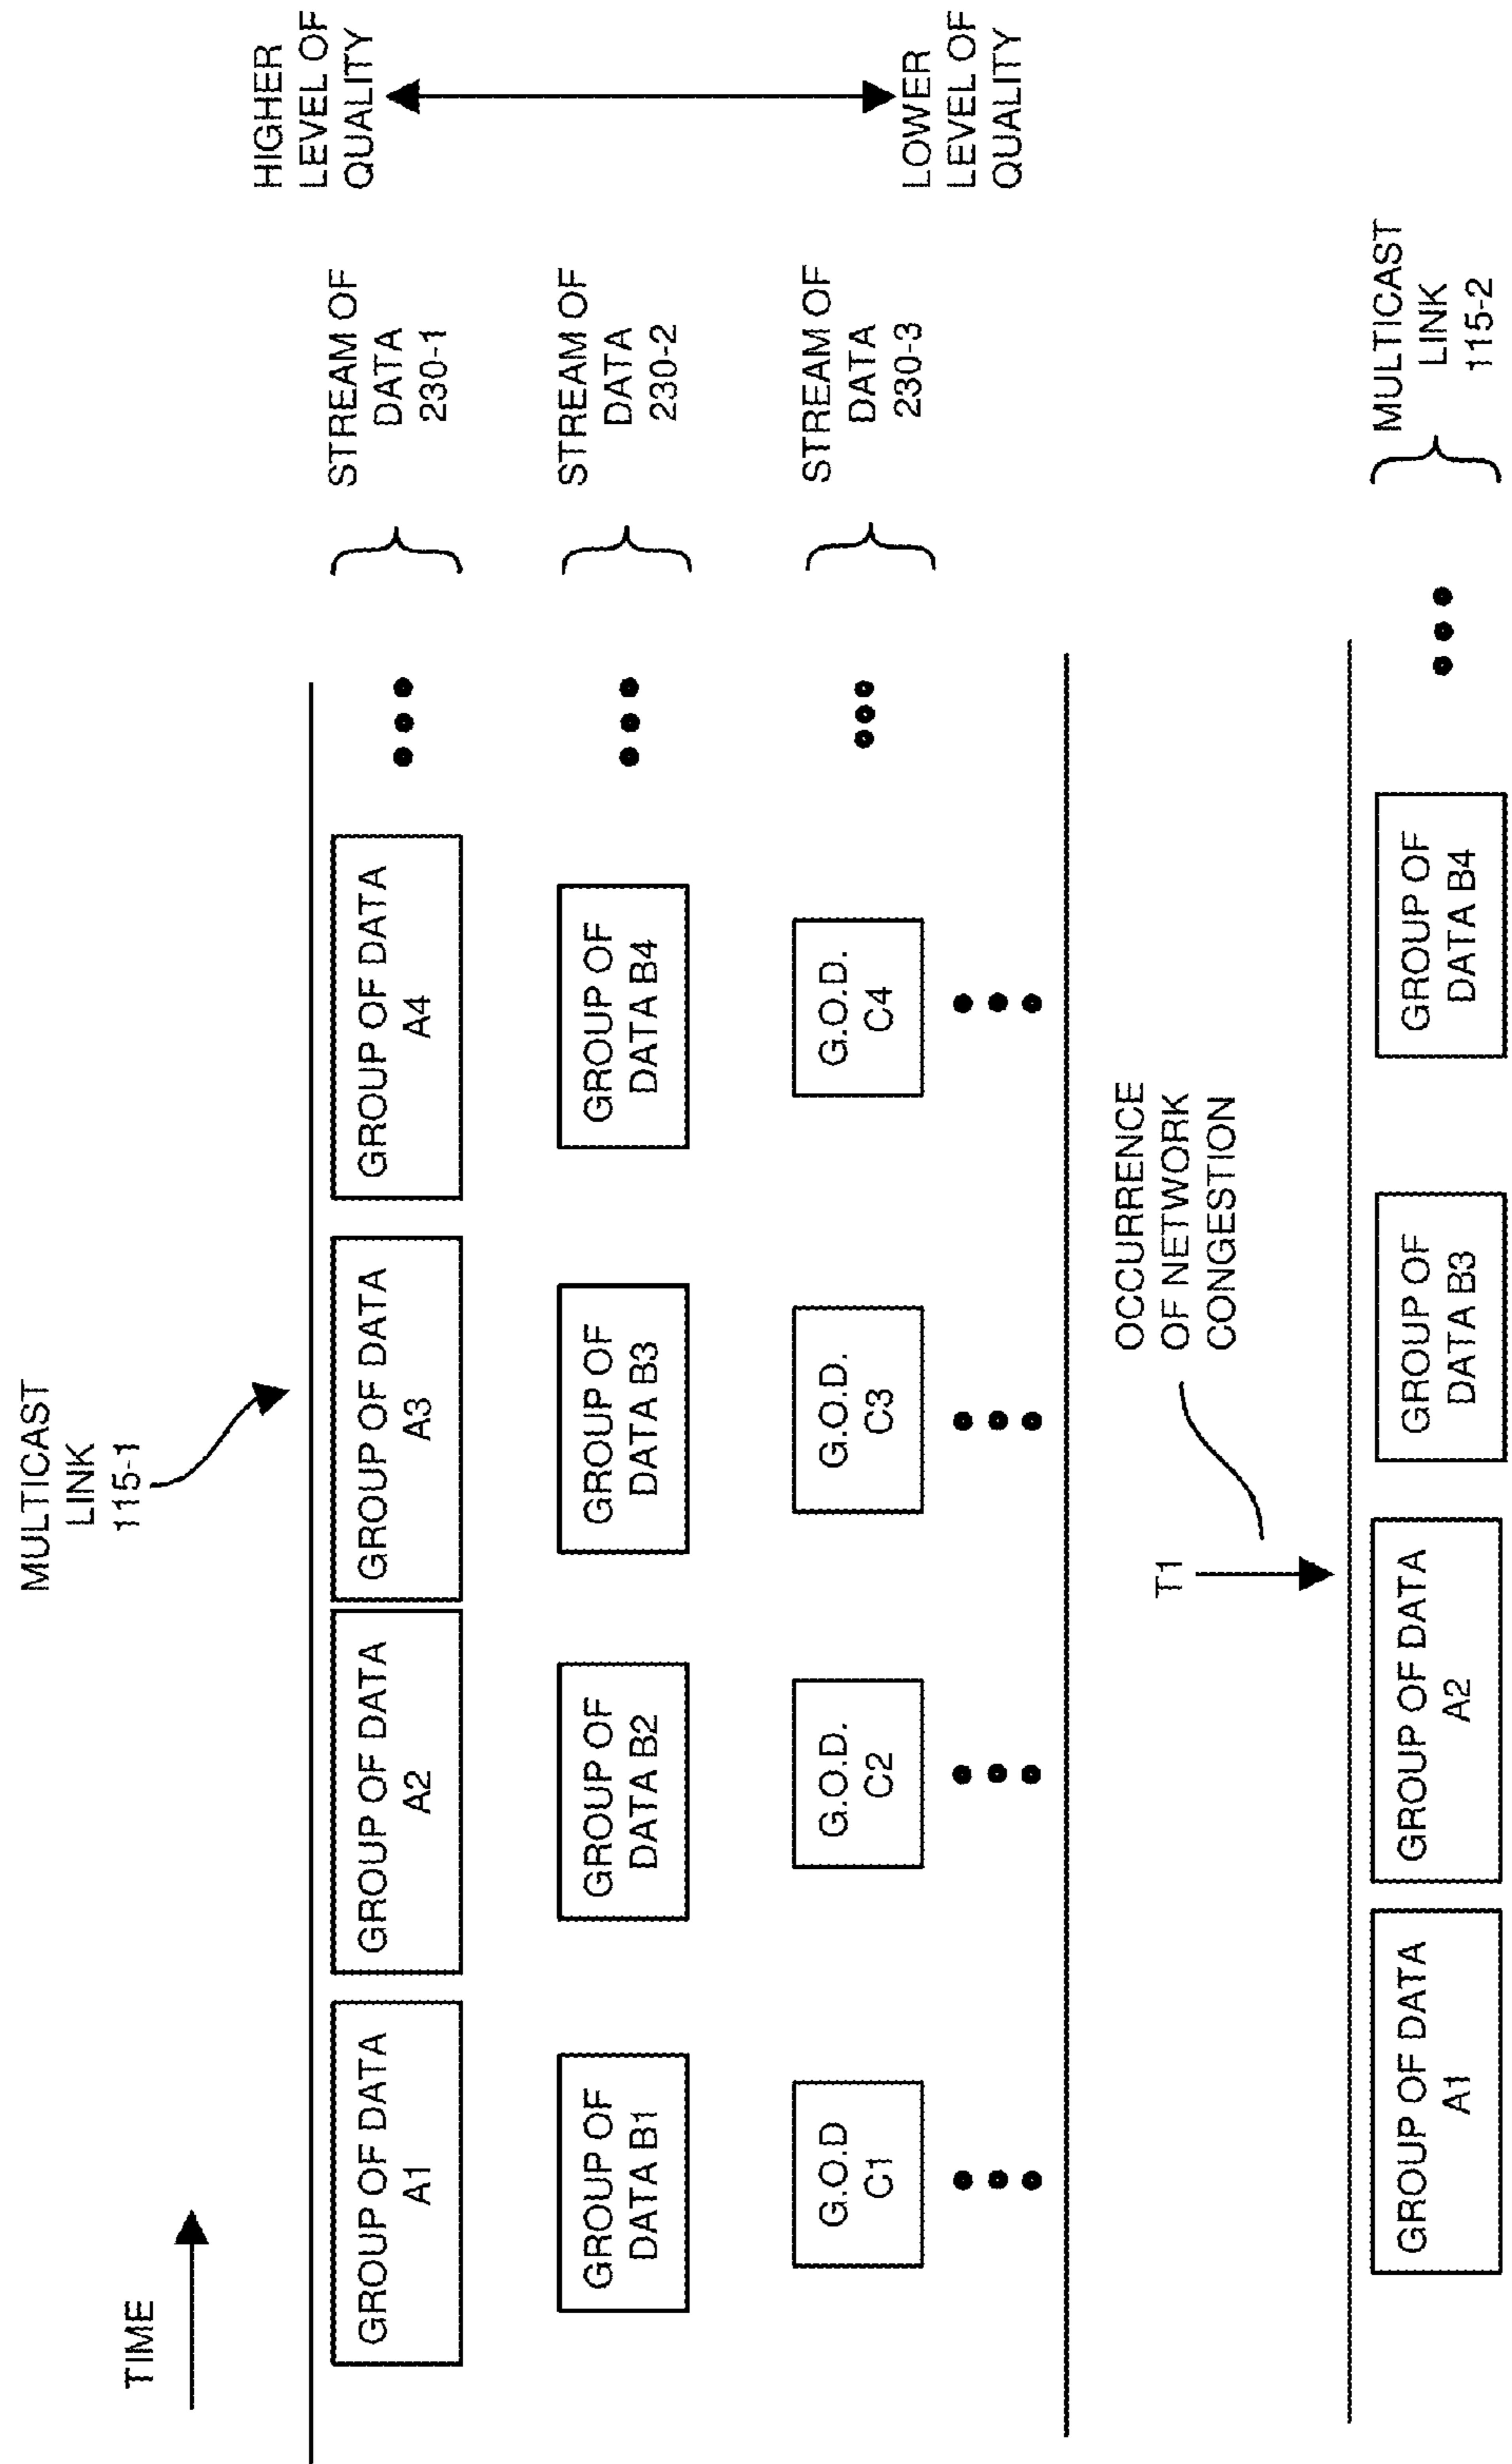 TIME
MULTICAST
LINK
115-1
HIGHER
LEVEL OF
QUALITY
GROUP OF DATA
A1
GROUP OF DATA
A2
GROUP OF DATA
A3
GROUP OF DATA
A4
STREAM OF
DATA
230-1
GROUP OF
DATA B1
GROUP OF
DATA B2
GROUP OF
DATA B3
GROUP OF
DATA B4
STREAM OF
DATA
230-2
G.O.D
C1
G.O.D.
C2
G.O.D.
C3
G.O.D.
C4
STREAM OF
DATA
230-3
LOWER
LEVEL OF
QUALITY
T1
OCCURRENCE
OF NETWORK
CONGESTION
GROUP OF DATA
A1
GROUP OF DATA
A2
GROUP OF
DATA B3
GROUP OF
DATA B4
MULTICAST
LINK
115-2